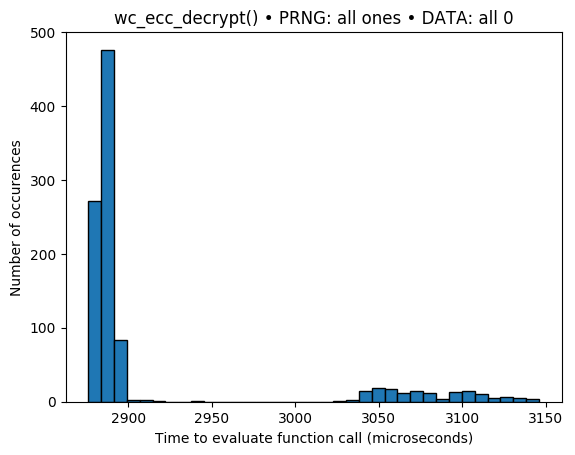 wc_ecc_decrypt() • PRNG: all ones • DATA: all 0
500
400
300
200
100
0
Number of occurences
2900 2950 3000 3050 3100 3150
Time to evaluate function call (microseconds)